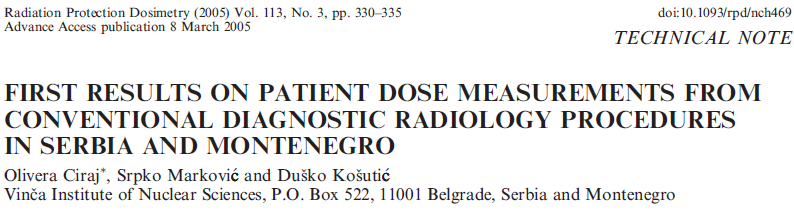 Radiation Protection Dosimetry (2005) Vol. 113, No. 3, pp. 330–335
doi:10.1093/rpd/nch469
Advance Access publication 8 March 2005
TECHNICAL NOTE
FIRST RESULTS ON PATIENT DOSE MEASUREMENTS FROM
CONVENTIONAL DIAGNOSTIC RADIOLOGY PROCEDURES
IN SERBIA AND MONTENEGRO
Olivera Ciraj*, Srpko Marković and Duško Košutić
Vinča Institute of Nuclear Sciences, P.O. Box 522, 11001 Belgrade, Serbia and Montenegro